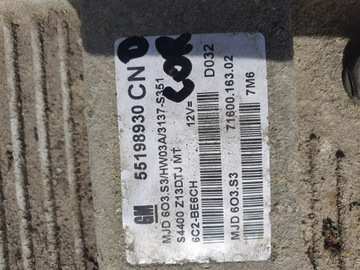 GM
55198930 CN D
COR
MJD 6O3.S3/HW03A/3137-S351
S4400 Z13DTJ MT 12V= D032
6C2-BE6CH 71600.163.02
MJD 6O3.S3 7M6